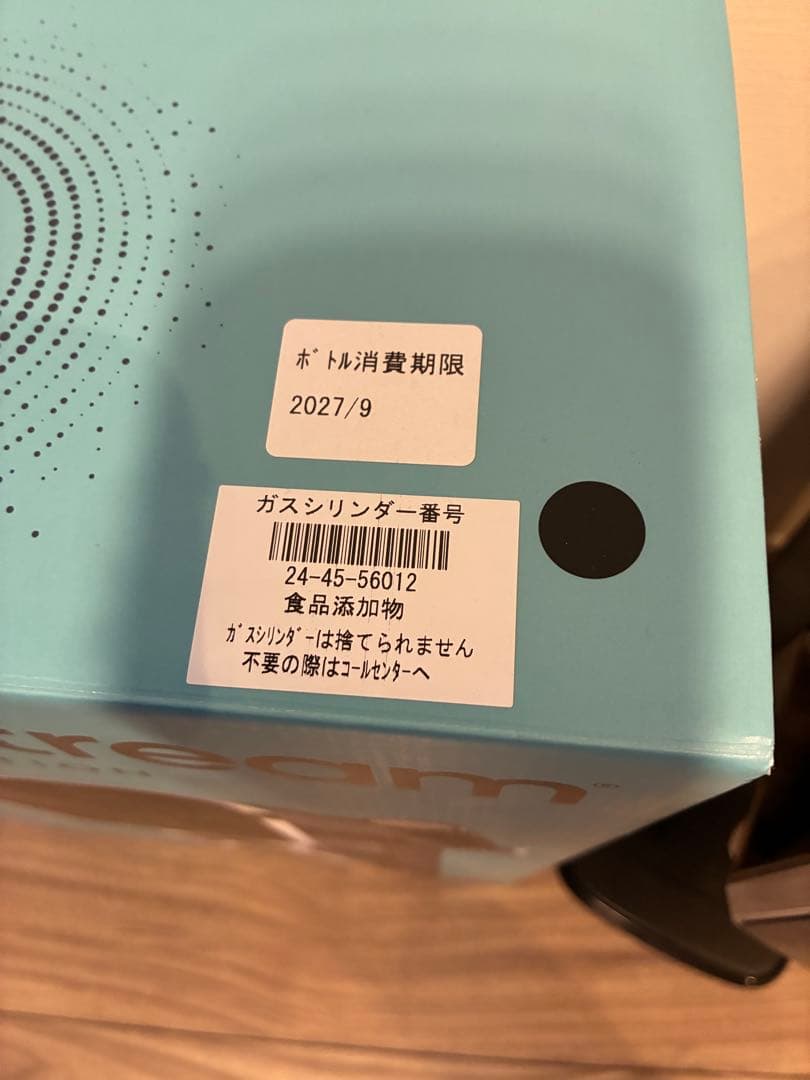 ﾎﾞﾄﾙ消費期限
2027/9
ガスシリンダー番号
24-45-56012
食品添加物
ｶﾞｽｼﾘﾝﾀﾞｰは捨てられません
不要の際はｺｰﾙｾﾝﾀｰへ
ream®